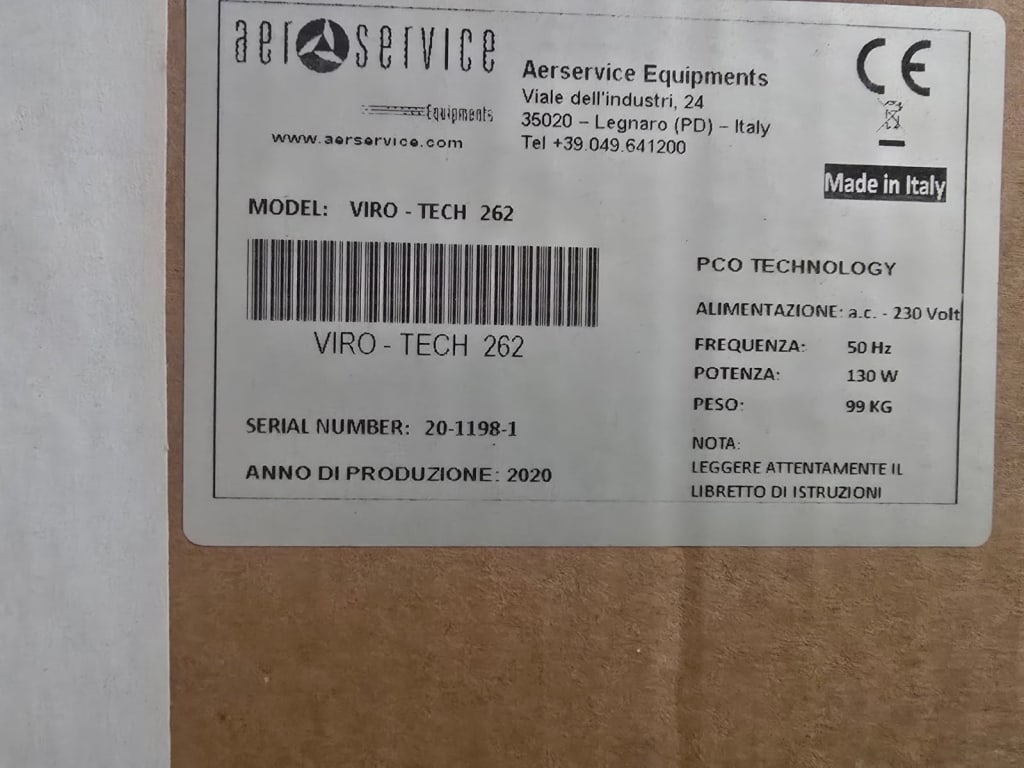 aeroservice
Equipments
www.aerservice.com
Aerservice Equipments
Viale dell'industri, 24
35020 – Legnaro (PD) – Italy
Tel +39.049.641200
CE
Made in Italy
MODEL: VIRO - TECH 262
VIRO - TECH 262
SERIAL NUMBER: 20-1198-1
ANNO DI PRODUZIONE: 2020
PCO TECHNOLOGY
ALIMENTAZIONE: a.c. - 230 Volt
FREQUENZA: 50 Hz
POTENZA: 130 W
PESO: 99 KG
NOTA:
LEGGERE ATTENTAMENTE IL
LIBRETTO DI ISTRUZIONI